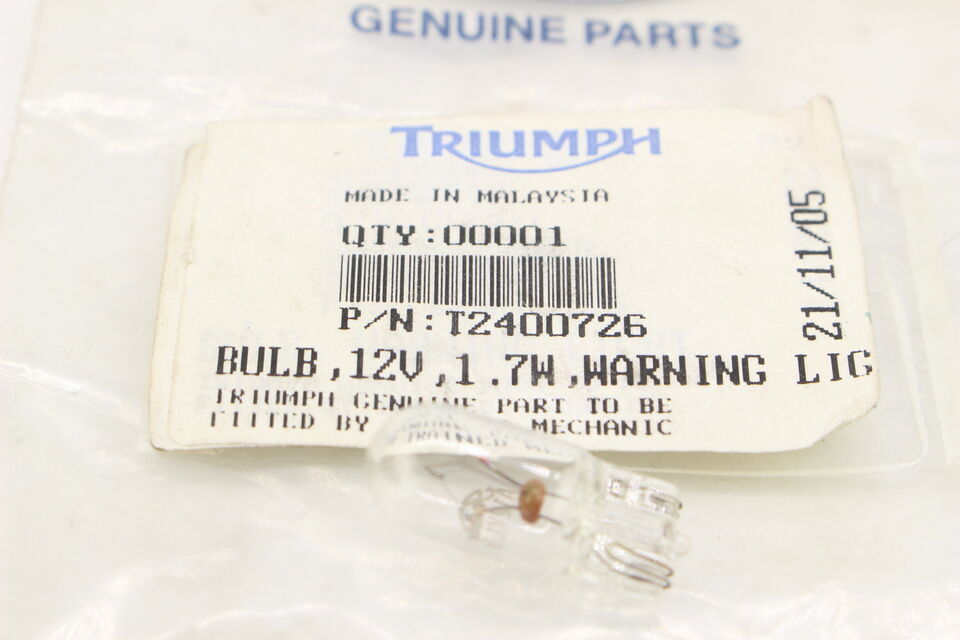 GENUINE PARTS
TRIUMPH
MADE IN MALAYSIA
QTY:00001
P/N:T2400726
21/11/05
BULB,12V,1.7W,WARNING LIG
TRIUMPH GENUINE PART TO BE
FITTED BY MECHANIC